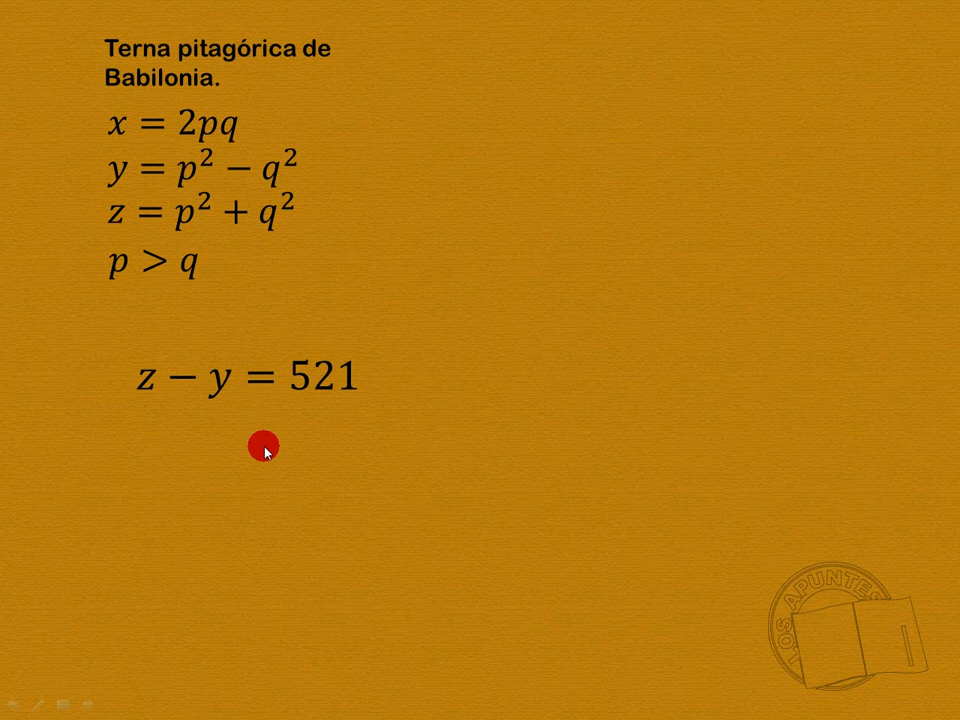 Terna pitagórica de
Babilonia.
x = 2pq
y = p² − q²
z = p² + q²
p > q
z − y = 521
LOS APUNTES